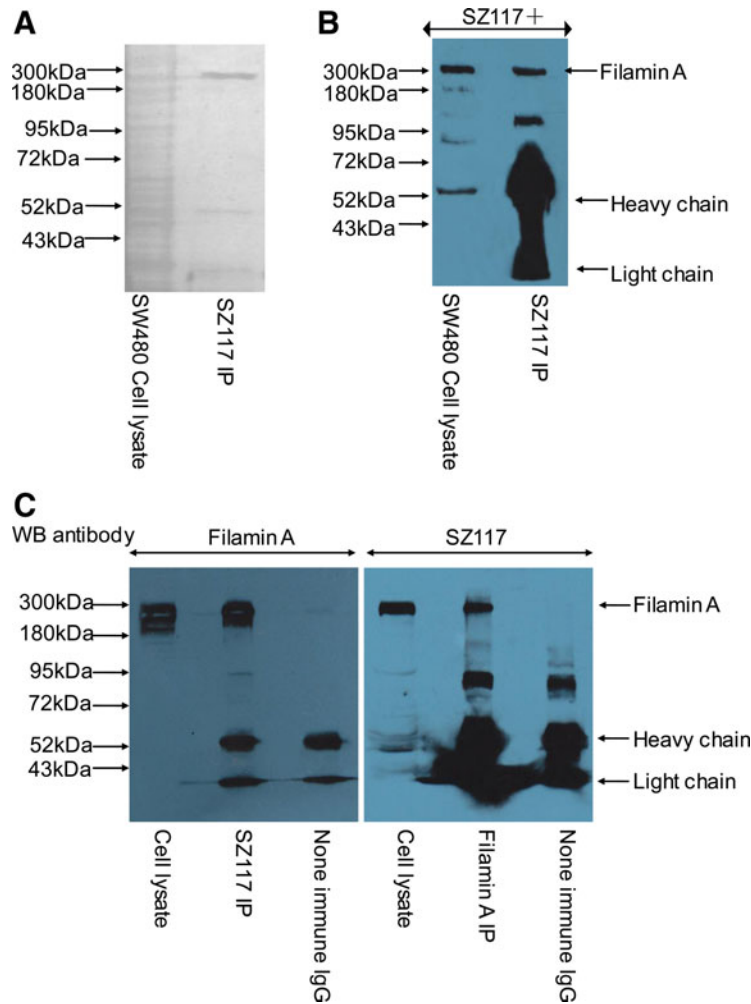 A
300kDa
180kDa
95kDa
72kDa
52kDa
43kDa
SW480 Cell lysate
SZ117 IP
B
SZ117+
300kDa
180kDa
95kDa
72kDa
52kDa
43kDa
Filamin A
Heavy chain
Light chain
SW480 Cell lysate
SZ117 IP
C
WB antibody
Filamin A
SZ117
300kDa
180kDa
95kDa
72kDa
52kDa
43kDa
Filamin A
Heavy chain
Light chain
Cell lysate
SZ117 IP
None immune IgG
Cell lysate
Filamin A IP
None immune IgG